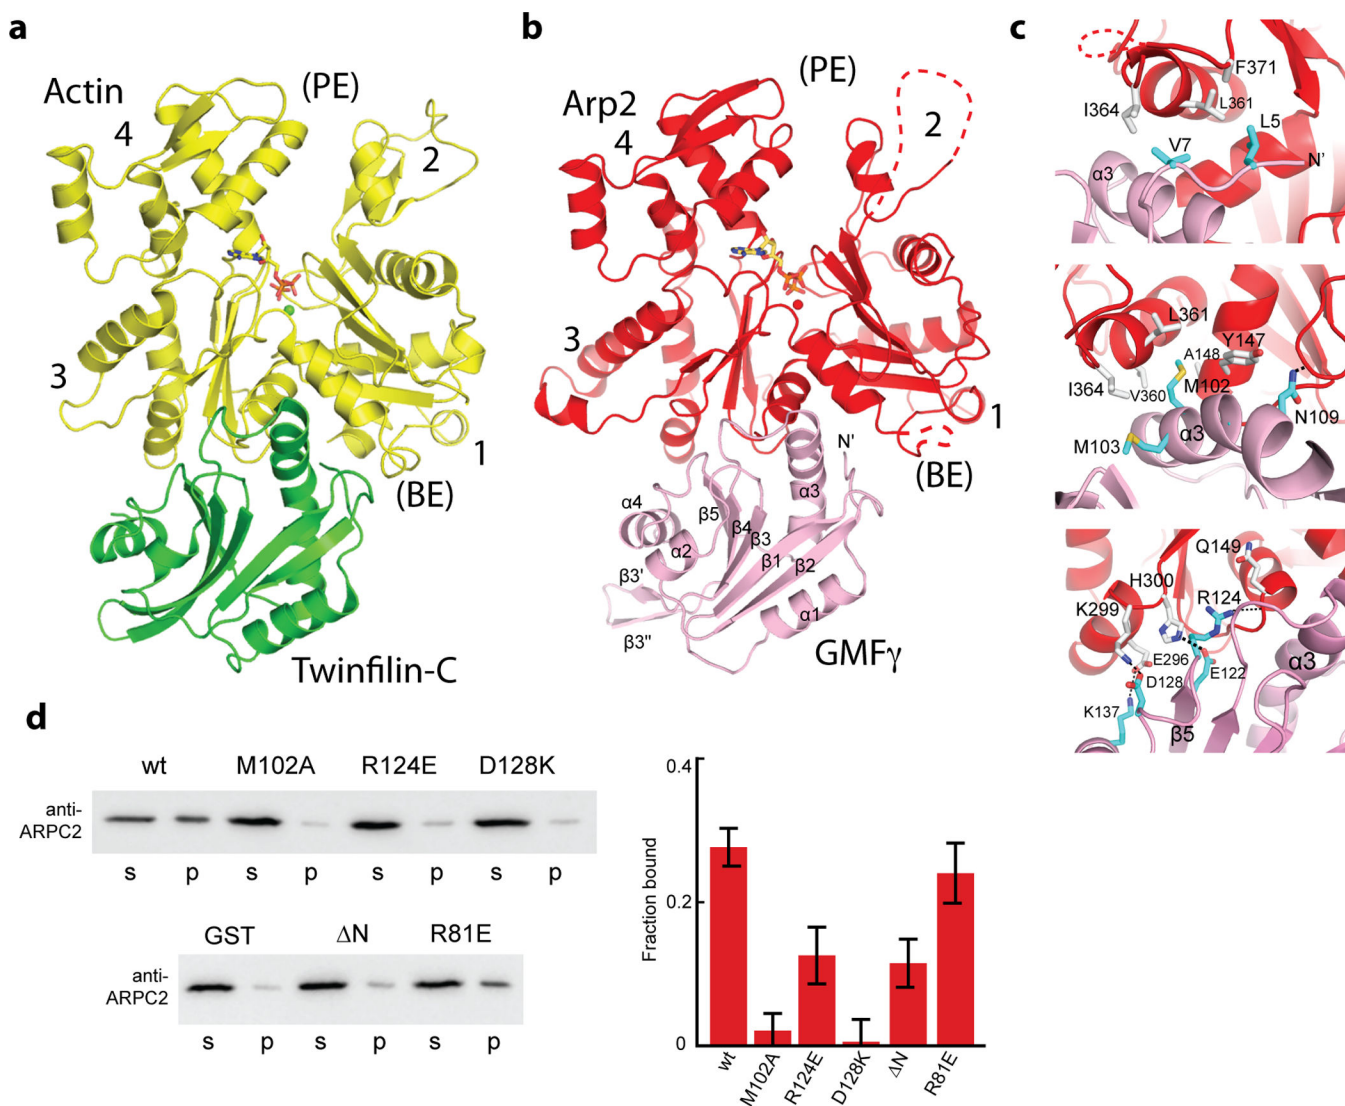 a
Actin
(PE)
4
2
3
1
(BE)
Twinfilin-C
b
Arp2
(PE)
4
2
3
1
(BE)
N'
α4
β5
α3
β4
β3
α2
β1
β2
β3'
α1
β3''
GMFγ
c
F371
I364
L361
L5
V7
N'
α3
L361
Y147
A148
I364
V360
M102
N109
α3
M103
Q149
H300
R124
K299
E296
α3
D128
E122
K137
β5
d
wt M102A R124E D128K
anti-
ARPC2
s p s p s p s p
GST ΔN R81E
anti-
ARPC2
s p s p s p
0.4
0.2
0
Fraction bound
wt
M102A
R124E
D128K
ΔN
R81E